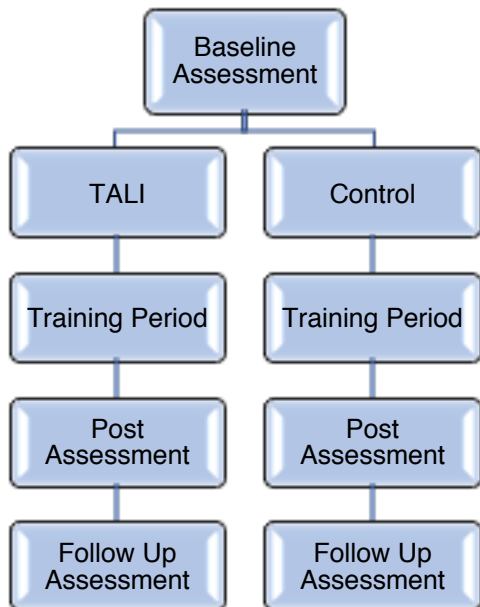 Baseline
Assessment
TALI
Control
Training Period
Training Period
Post
Assessment
Post
Assessment
Follow Up
Assessment
Follow Up
Assessment